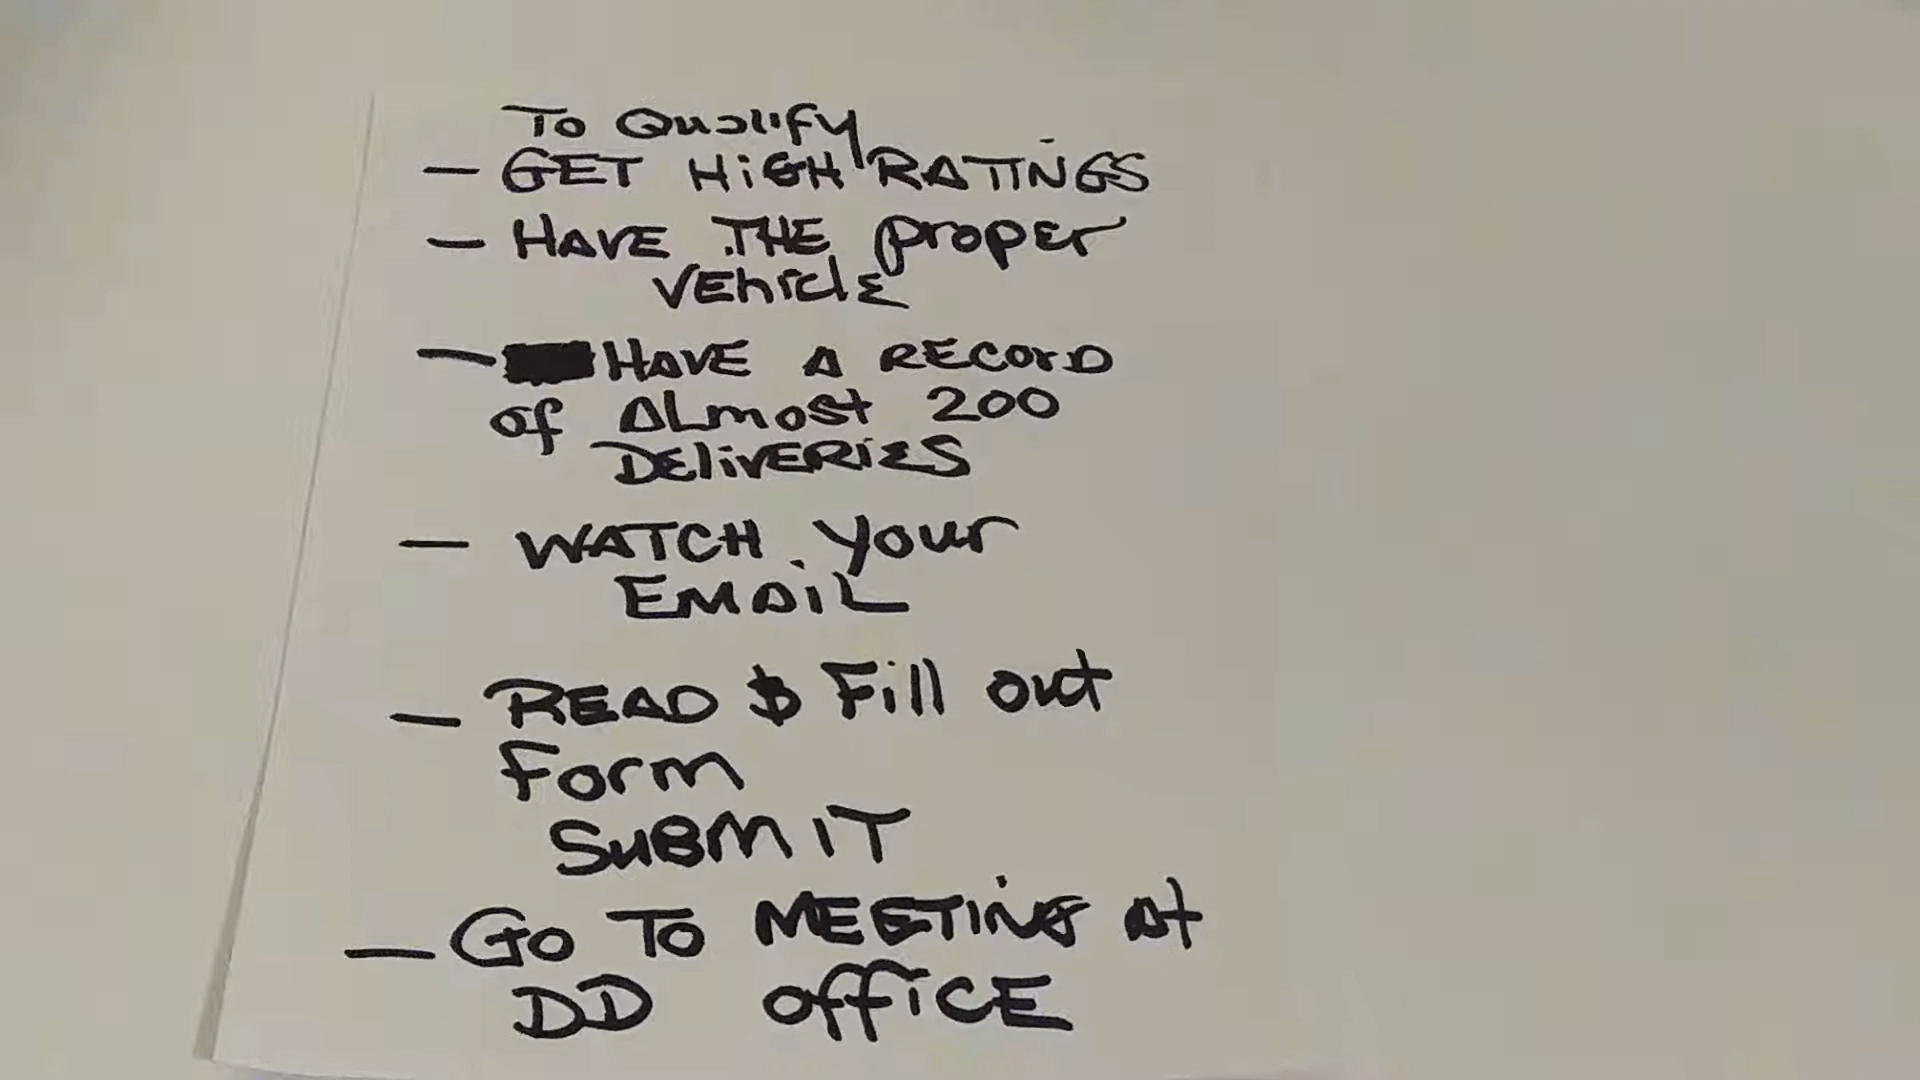 To Qualify
— GET HiGH RATINGS
— HAVE THE proper
VEhicle
— HAVE A RECOrD
of ALmost 200
DELiVERiES
— WATCH your
EMAiL
— READ & Fill out
Form
SuBMIT
— Go To MEETiNG At
DD officE